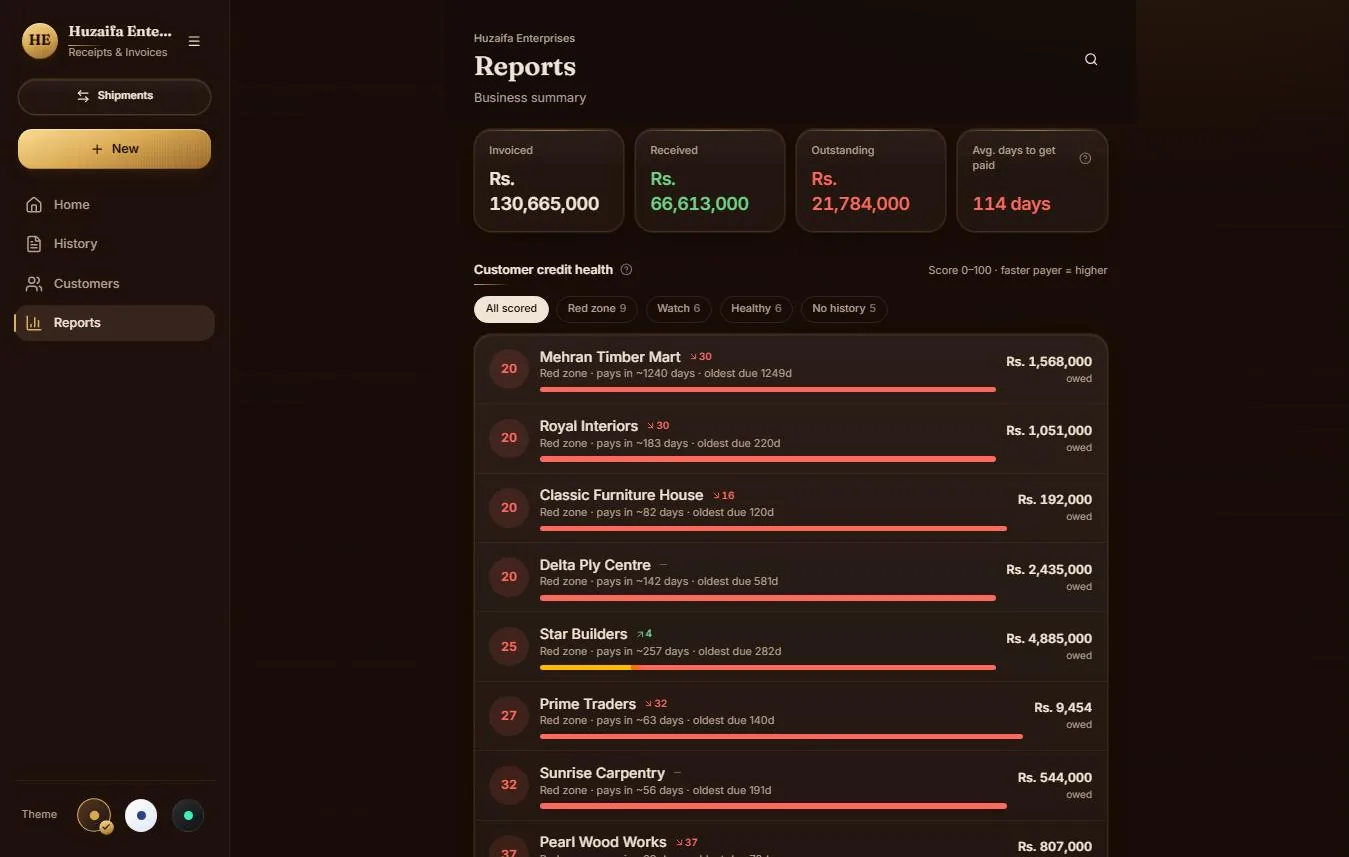 HE
Huzaifa Ente...
Receipts & Invoices
Shipments
+ New
Home
History
Customers
Reports
Theme
Huzaifa Enterprises
Reports
Business summary
Invoiced
Rs.
130,665,000
Received
Rs.
66,613,000
Outstanding
Rs.
21,784,000
Avg. days to get
paid
114 days
Customer credit health
Score 0–100 · faster payer = higher
All scored
Red zone 9
Watch 6
Healthy 6
No history 5
20
Mehran Timber Mart ↘30
Red zone · pays in ~1240 days · oldest due 1249d
Rs. 1,568,000
owed
20
Royal Interiors ↘30
Red zone · pays in ~183 days · oldest due 220d
Rs. 1,051,000
owed
20
Classic Furniture House ↘16
Red zone · pays in ~82 days · oldest due 120d
Rs. 192,000
owed
20
Delta Ply Centre –
Red zone · pays in ~142 days · oldest due 581d
Rs. 2,435,000
owed
25
Star Builders ↗4
Red zone · pays in ~257 days · oldest due 282d
Rs. 4,885,000
owed
27
Prime Traders ↘32
Red zone · pays in ~63 days · oldest due 140d
Rs. 9,454
owed
32
Sunrise Carpentry –
Red zone · pays in ~56 days · oldest due 191d
Rs. 544,000
owed
37
Pearl Wood Works ↘37
Rs. 807,000